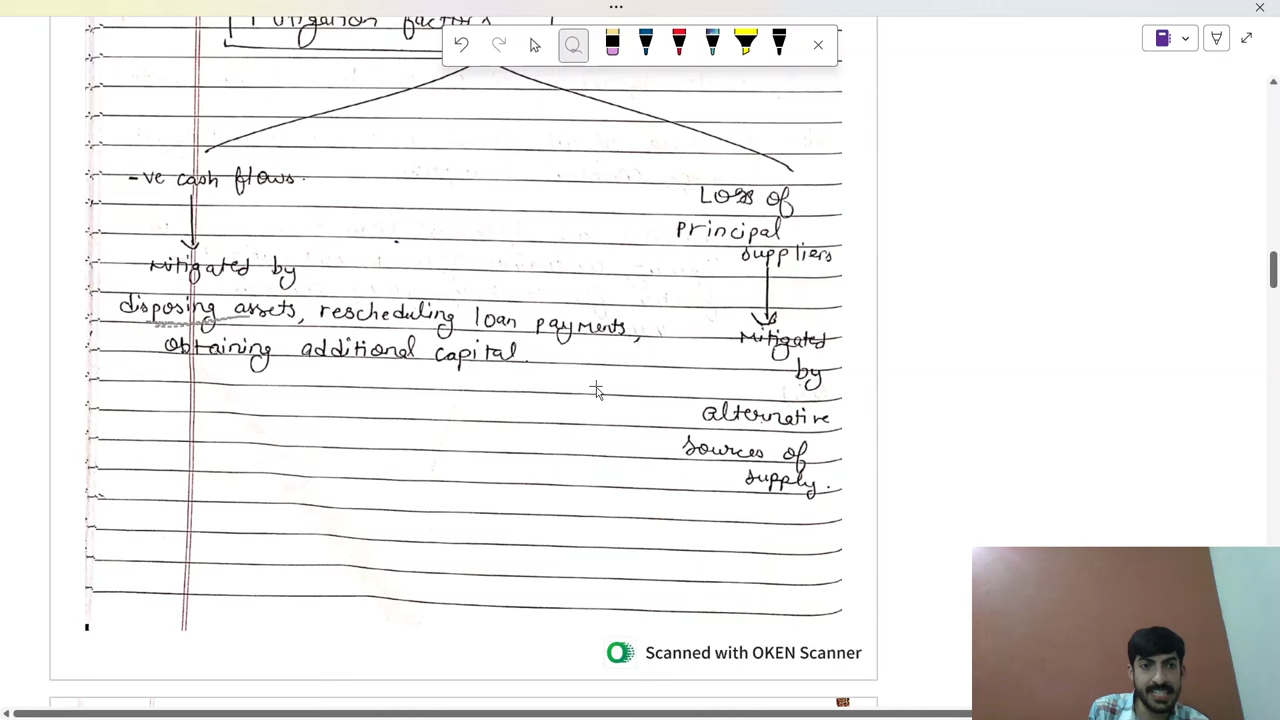 Mitigation factors
-ve cash flows.
Mitigated by
disposing assets, rescheduling loan payments,
obtaining additional capital.
Loss of
principal
suppliers
Mitigated
by
alternative
sources of
supply.
Scanned with OKEN Scanner